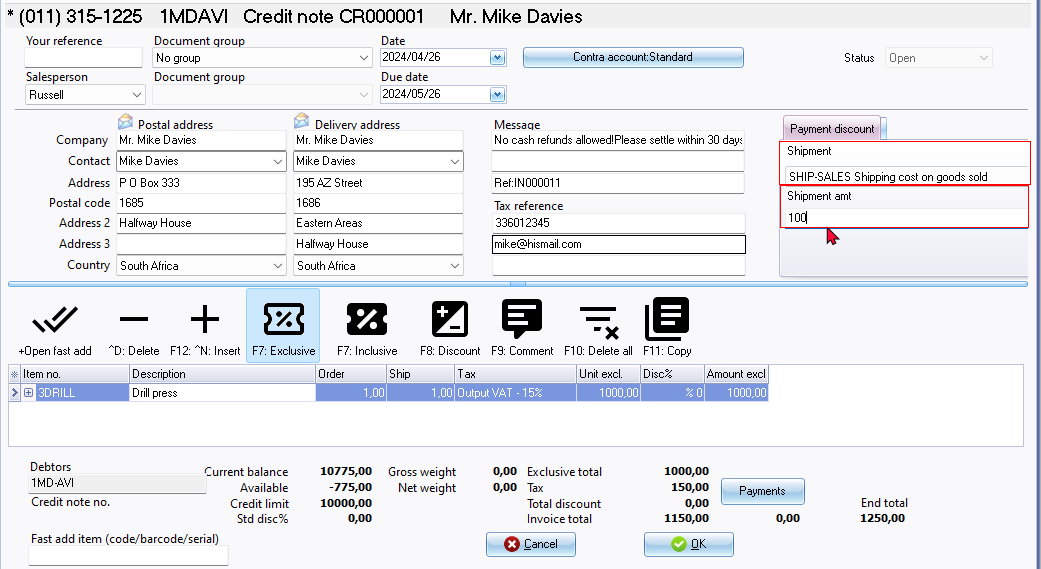 * (011) 315-1225 1MDAVI Credit note CR000001 Mr. Mike Davies
Your reference Document group Date
No group 2024/04/26 Contra account:Standard Status Open
Salesperson Document group Due date
Russell 2024/05/26
Postal address Delivery address Message Payment discount
Company Mr. Mike Davies Mr. Mike Davies No cash refunds allowed!Please settle within 30 days
Shipment
Contact Mike Davies Mike Davies
Address P O Box 333 195 AZ Street Ref:IN000011 SHIP-SALES Shipping cost on goods sold
Postal code 1685 1686 Tax reference Shipment amt
Address 2 Halfway House Eastern Areas 336012345 100
Address 3 Halfway House mike@hismail.com
Country South Africa South Africa
+Open fast add ^D: Delete F12: ^N: Insert F7: Exclusive F7: Inclusive F8: Discount F9: Comment F10: Delete all F11: Copy
Item no. Description Order Ship Tax Unit excl. Disc% Amount excl
3DRILL Drill press 1,00 1,00 Output VAT - 15% 1000,00 % 0 1000,00
Debtors Current balance 10775,00 Gross weight 0,00 Exclusive total 1000,00
1MD-AVI Available -775,00 Net weight 0,00 Tax 150,00 Payments
Credit note no. Credit limit 10000,00 Total discount 0,00 End total
Std disc% 0,00 Invoice total 1150,00 0,00 1250,00
Fast add item (code/barcode/serial) Cancel OK